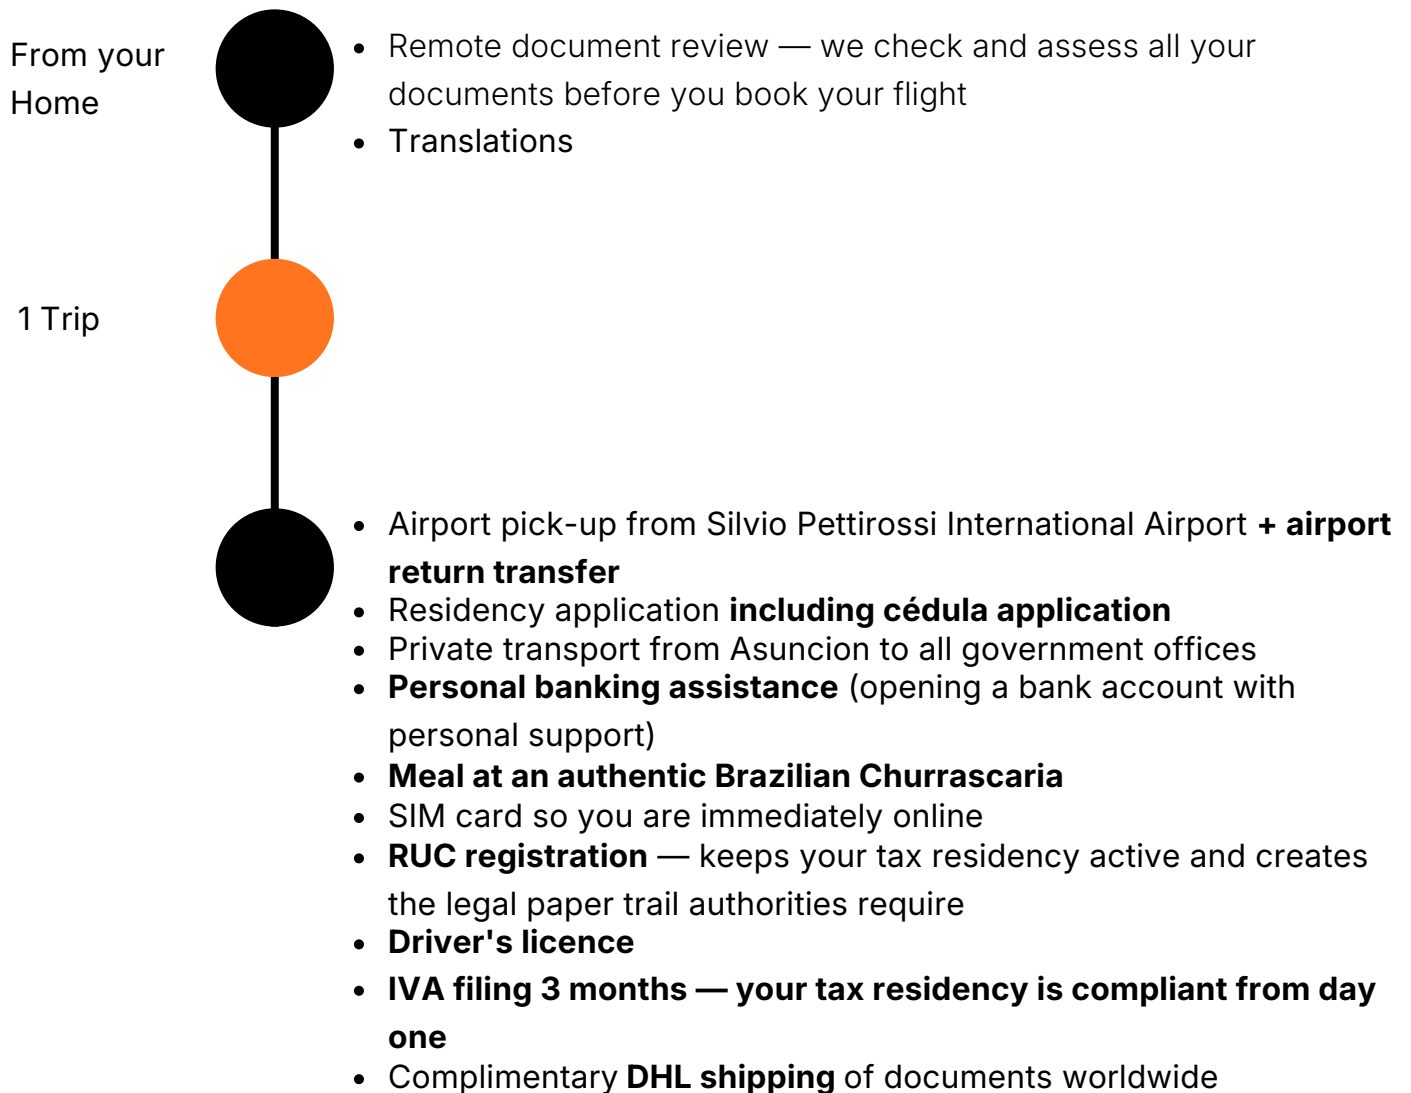 From your
Home
• Remote document review — we check and assess all your
documents before you book your flight
• Translations
1 Trip
• Airport pick-up from Silvio Pettirossi International Airport + airport
return transfer
• Residency application including cédula application
• Private transport from Asuncion to all government offices
• Personal banking assistance (opening a bank account with
personal support)
• Meal at an authentic Brazilian Churrascaria
• SIM card so you are immediately online
• RUC registration — keeps your tax residency active and creates
the legal paper trail authorities require
• Driver's licence
• IVA filing 3 months — your tax residency is compliant from day
one
• Complimentary DHL shipping of documents worldwide